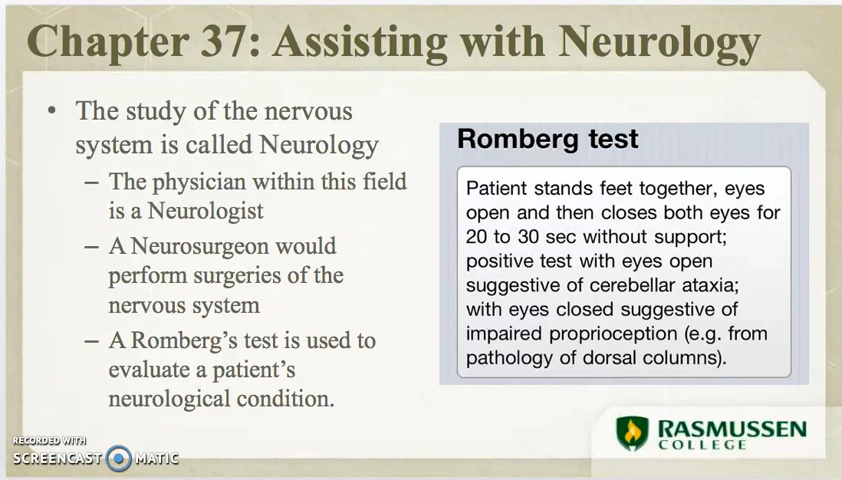 Chapter 37: Assisting with Neurology
• The study of the nervous
system is called Neurology
– The physician within this field
is a Neurologist
– A Neurosurgeon would
perform surgeries of the
nervous system
– A Romberg's test is used to
evaluate a patient's
neurological condition.
Romberg test
Patient stands feet together, eyes
open and then closes both eyes for
20 to 30 sec without support;
positive test with eyes open
suggestive of cerebellar ataxia;
with eyes closed suggestive of
impaired proprioception (e.g. from
pathology of dorsal columns).
RECORDED WITH
SCREENCAST MATIC
RASMUSSEN
COLLEGE